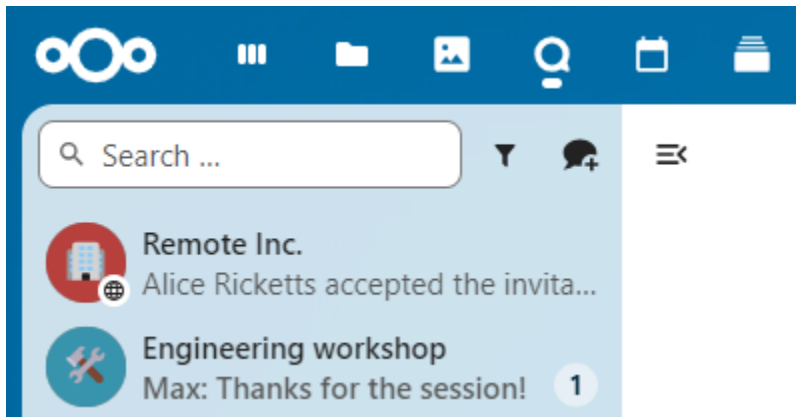 Search ...
Remote Inc.
Alice Ricketts accepted the invita...
Engineering workshop
Max: Thanks for the session! 1